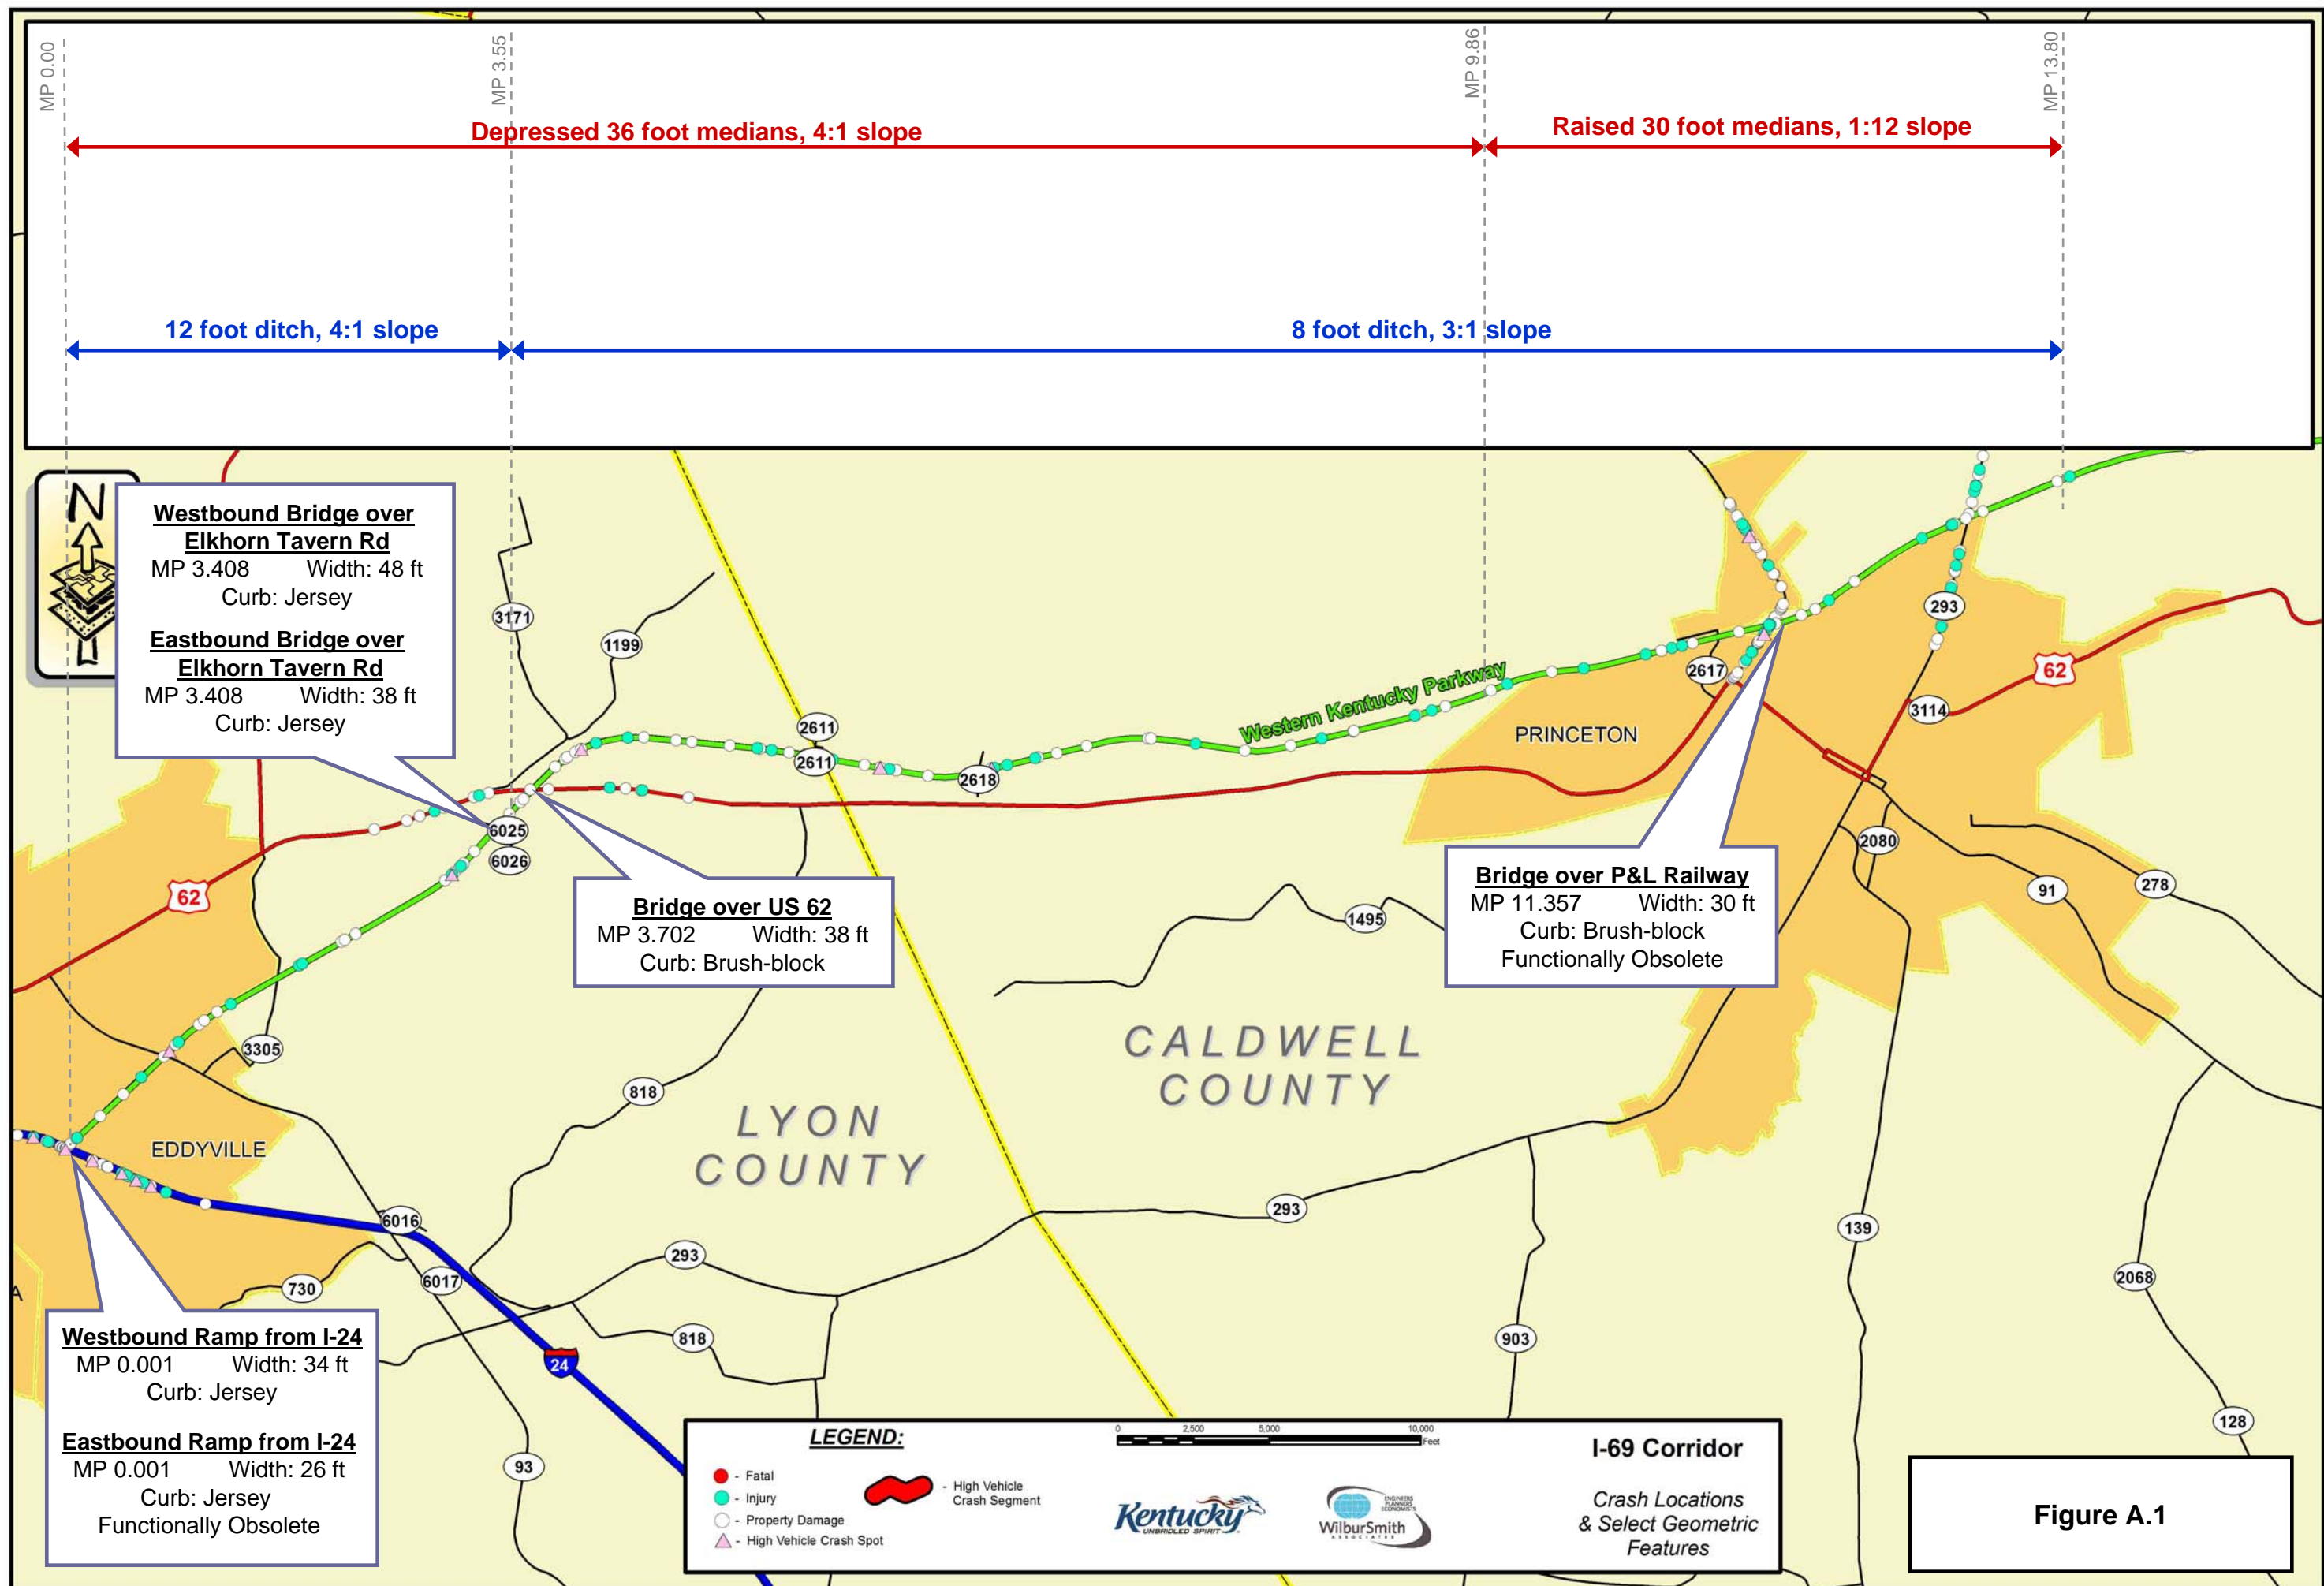 MP 0.00
MP 3.55
MP 9.86
MP 13.80
Depressed 36 foot medians, 4:1 slope
Raised 30 foot medians, 1:12 slope
12 foot ditch, 4:1 slope
8 foot ditch, 3:1 slope
N
Westbound Bridge over
Elkhorn Tavern Rd
MP 3.408 Width: 48 ft
Curb: Jersey
Eastbound Bridge over
Elkhorn Tavern Rd
MP 3.408 Width: 38 ft
Curb: Jersey
3171
1199
2611
2611
2618
Western Kentucky Parkway
2617
293
62
3114
PRINCETON
6025
6026
62
Bridge over US 62
MP 3.702 Width: 38 ft
Curb: Brush-block
Bridge over P&L Railway
MP 11.357 Width: 30 ft
Curb: Brush-block
Functionally Obsolete
2080
91
278
1495
3305
818
CALDWELL
COUNTY
LYON
COUNTY
EDDYVILLE
6016
6017
730
293
293
139
2068
818
903
24
93
128
A
Westbound Ramp from I-24
MP 0.001 Width: 34 ft
Curb: Jersey
Eastbound Ramp from I-24
MP 0.001 Width: 26 ft
Curb: Jersey
Functionally Obsolete
LEGEND:
- Fatal
- Injury
- Property Damage
- High Vehicle Crash Spot
- High Vehicle
Crash Segment
0 2,500 5,000 10,000
Feet
Kentucky
UNBRIDLED SPIRIT
ENGINEERS
PLANNERS
ECONOMISTS
WilburSmith
ASSOCIATES
I-69 Corridor
Crash Locations
& Select Geometric
Features
Figure A.1